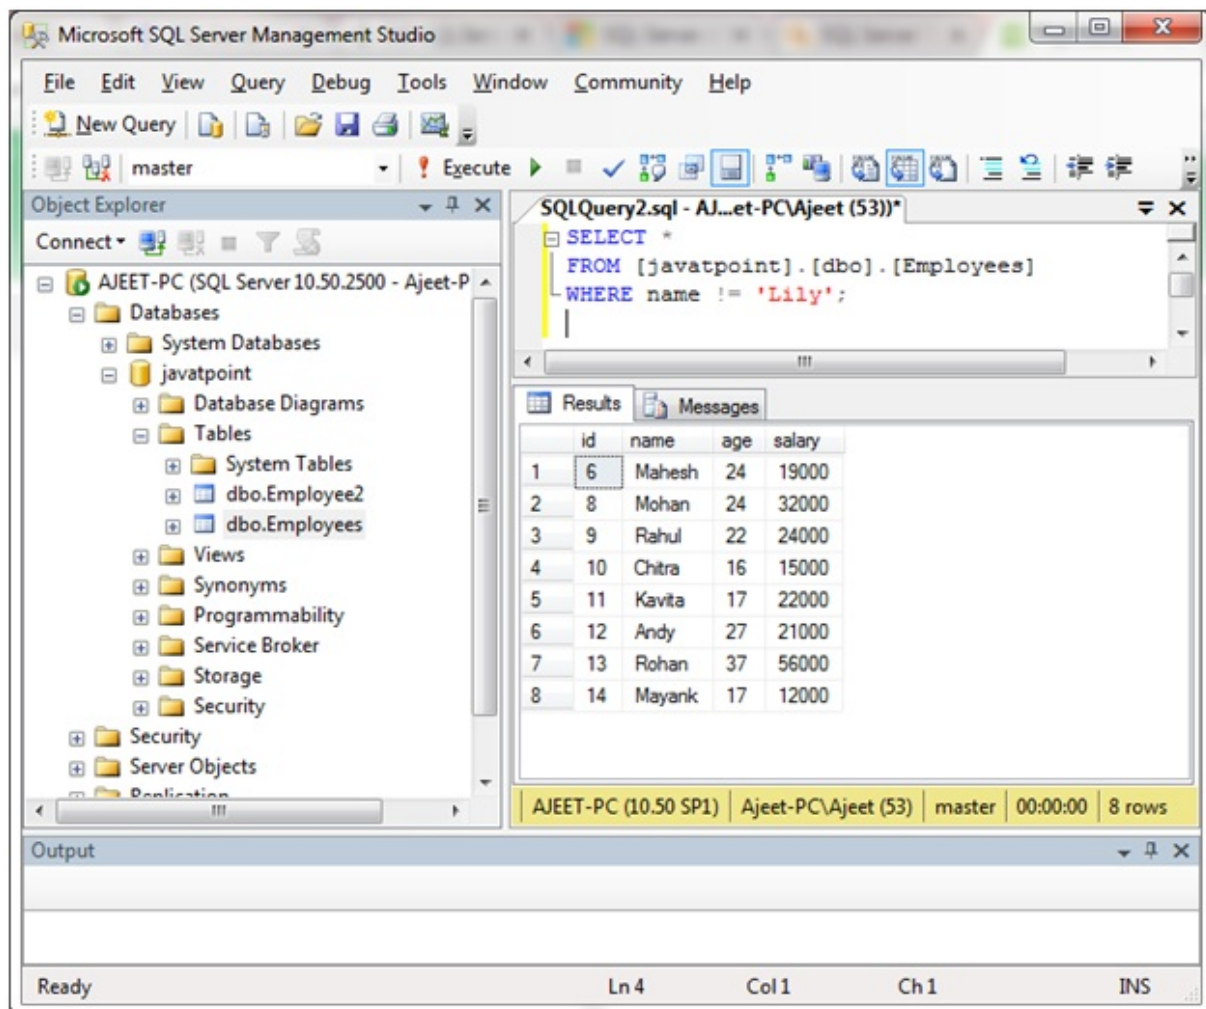 Microsoft SQL Server Management Studio
File Edit View Query Debug Tools Window Community Help
New Query
master Execute
Object Explorer
Connect
AJEET-PC (SQL Server 10.50.2500 - Ajeet-P
Databases
System Databases
javatpoint
Database Diagrams
Tables
System Tables
dbo.Employee2
dbo.Employees
Views
Synonyms
Programmability
Service Broker
Storage
Security
Security
Server Objects
Replication
SQLQuery2.sql - AJ...et-PC\Ajeet (53))*
SELECT *
FROM [javatpoint].[dbo].[Employees]
WHERE name != 'Lily';
Results Messages
id name age salary
1 6 Mahesh 24 19000
2 8 Mohan 24 32000
3 9 Rahul 22 24000
4 10 Chitra 16 15000
5 11 Kavita 17 22000
6 12 Andy 27 21000
7 13 Rohan 37 56000
8 14 Mayank 17 12000
AJEET-PC (10.50 SP1) Ajeet-PC\Ajeet (53) master 00:00:00 8 rows
Output
Ready Ln 4 Col 1 Ch 1 INS